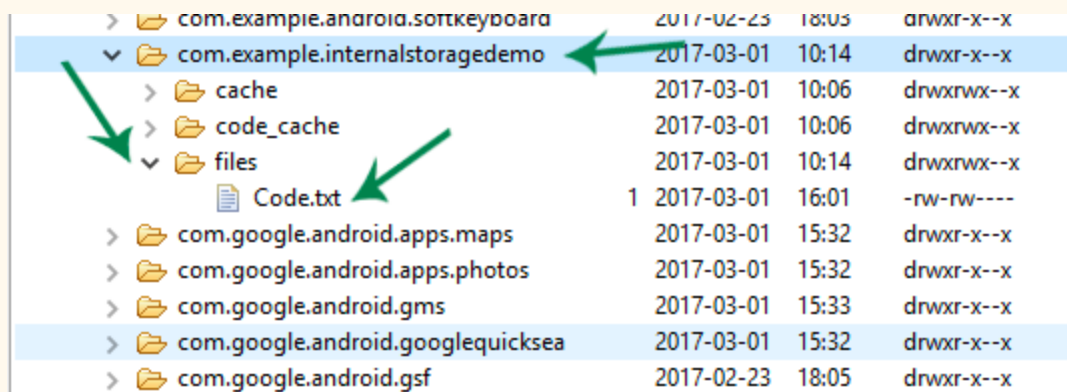 com.example.android.softkeyboard 2017-02-23 18:03 drwxr-x--x
com.example.internalstoragedemo 2017-03-01 10:14 drwxr-x--x
cache 2017-03-01 10:06 drwxrwx--x
code_cache 2017-03-01 10:06 drwxrwx--x
files 2017-03-01 10:14 drwxrwx--x
Code.txt 1 2017-03-01 16:01 -rw-rw----
com.google.android.apps.maps 2017-03-01 15:32 drwxr-x--x
com.google.android.apps.photos 2017-03-01 15:32 drwxr-x--x
com.google.android.gms 2017-03-01 15:33 drwxr-x--x
com.google.android.googlequicksea 2017-03-01 15:32 drwxr-x--x
com.google.android.gsf 2017-02-23 18:05 drwxr-x--x